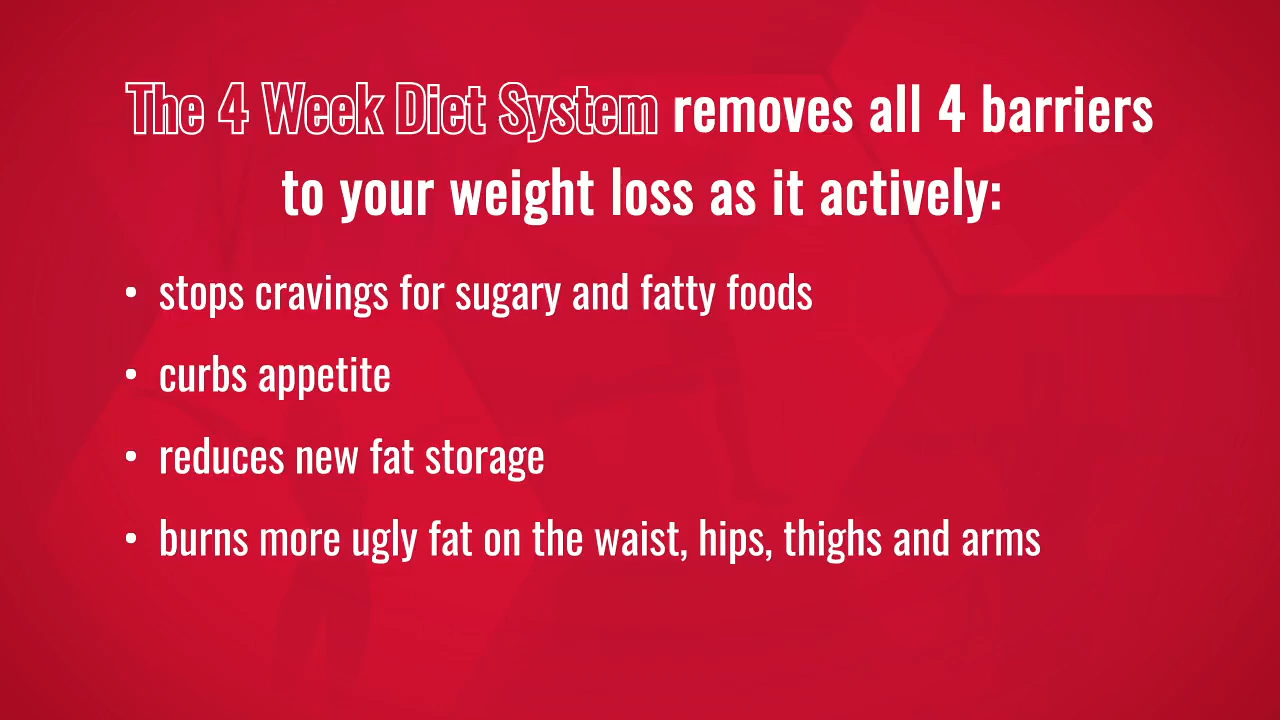 The 4 Week Diet System removes all 4 barriers
to your weight loss as it actively:
• stops cravings for sugary and fatty foods
• curbs appetite
• reduces new fat storage
• burns more ugly fat on the waist, hips, thighs and arms